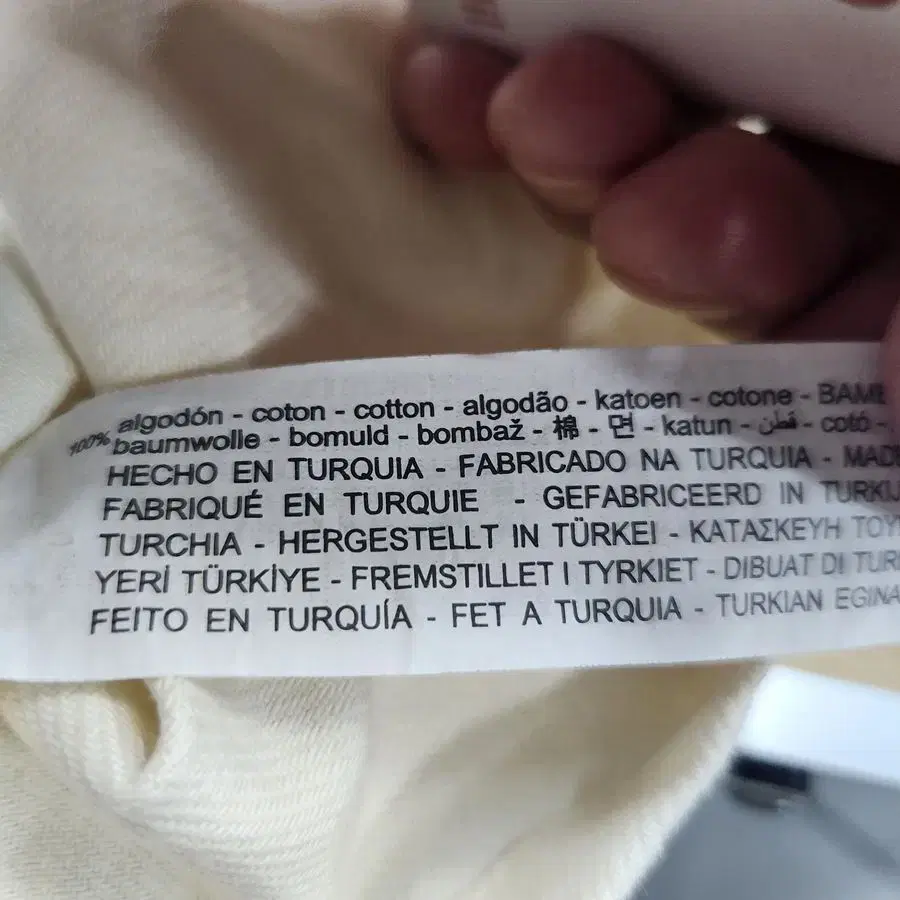 100% algodón - coton - cotton - algodão - katoen - cotone -
baumwolle - bomuld - bombaž - 棉 - 면 - katun - قطن - cotó -
HECHO EN TURQUIA - FABRICADO NA TURQUIA - MADE
FABRIQUÉ EN TURQUIE - GEFABRICEERD IN
TURCHIA - HERGESTELLT IN TÜRKEI - ΚΑΤΑΣΚΕΥΗ
YERİ TÜRKİYE - FREMSTILLET I TYRKIET - DIBUAT DI
FEITO EN TURQUÍA - FET A TURQUIA - TURKIAN EGINA